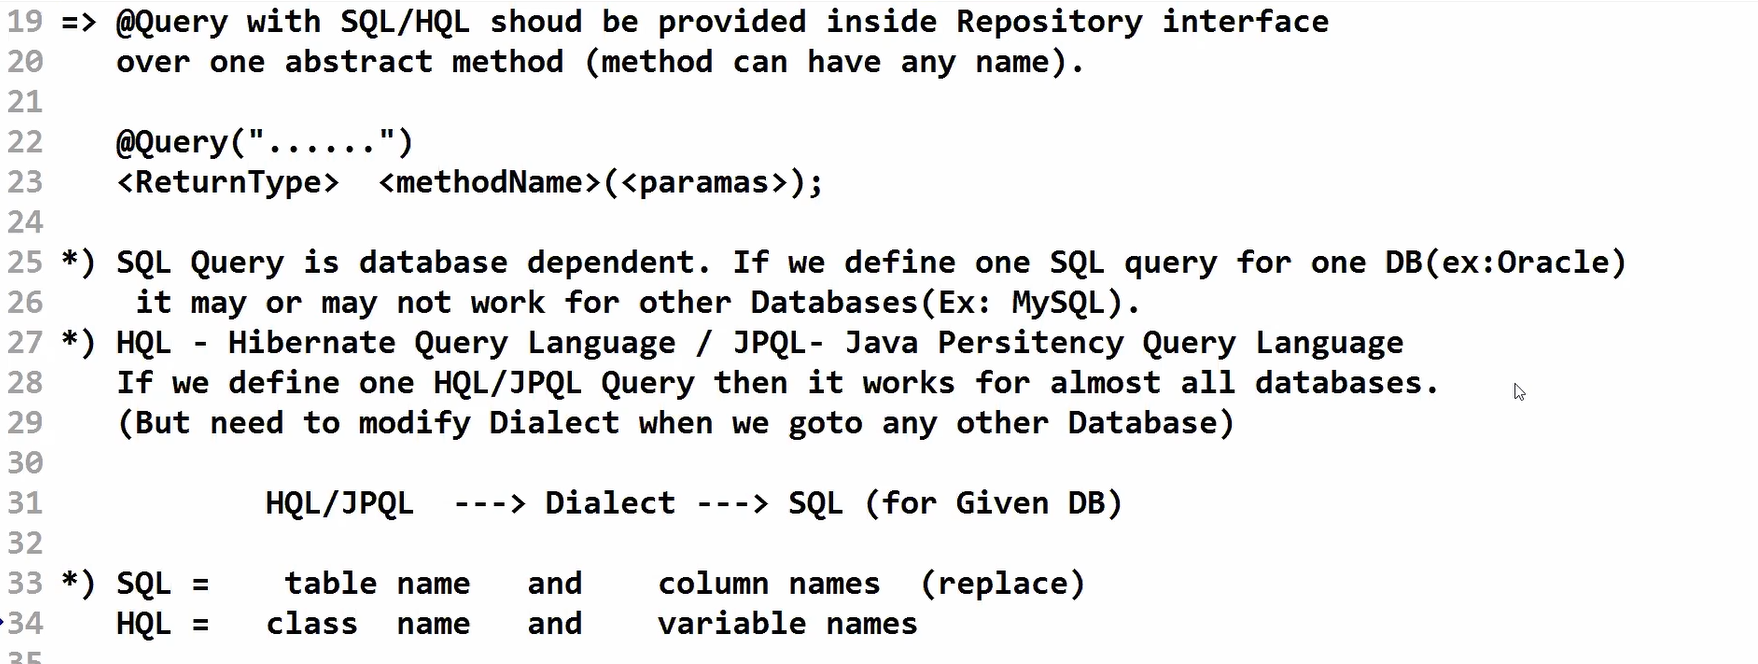 19 => @Query with SQL/HQL shoud be provided inside Repository interface
20 over one abstract method (method can have any name).
21
22 @Query("......")
23 <ReturnType> <methodName>(<paramas>);
24
25 *) SQL Query is database dependent. If we define one SQL query for one DB(ex:Oracle)
26 it may or may not work for other Databases(Ex: MySQL).
27 *) HQL - Hibernate Query Language / JPQL- Java Persitency Query Language
28 If we define one HQL/JPQL Query then it works for almost all databases.
29 (But need to modify Dialect when we goto any other Database)
30
31 HQL/JPQL ---> Dialect ---> SQL (for Given DB)
32
33 *) SQL = table name and column names (replace)
34 HQL = class name and variable names
35